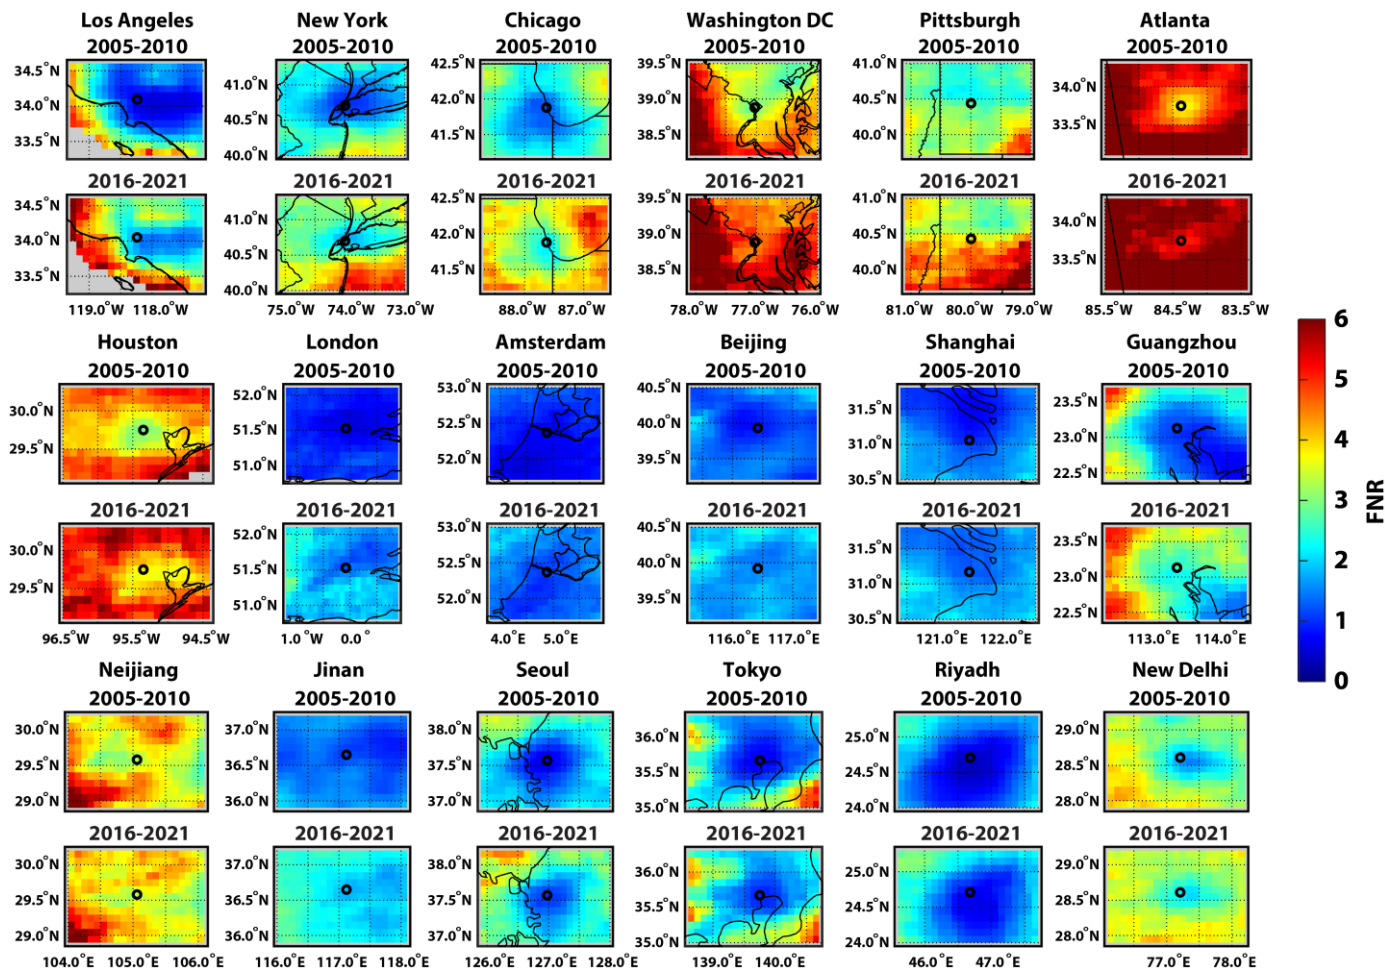 Los Angeles New York Chicago Washington DC Pittsburgh Atlanta
2005-2010 2005-2010 2005-2010 2005-2010 2005-2010 2005-2010
34.5°N 41.0°N 42.5°N 39.5°N 41.0°N 34.0°N
34.0°N 40.5°N 42.0°N 39.0°N 40.5°N 33.5°N
33.5°N 40.0°N 41.5°N 38.5°N 40.0°N
2016-2021 2016-2021 2016-2021 2016-2021 2016-2021 2016-2021
34.5°N 41.0°N 42.5°N 39.5°N 41.0°N 34.0°N
34.0°N 40.5°N 42.0°N 39.0°N 40.5°N 33.5°N
33.5°N 40.0°N 41.5°N 38.5°N 40.0°N
119.0°W 118.0°W 75.0°W 74.0°W 73.0°W 88.0°W 87.0°W 78.0°W 77.0°W 76.0°W 81.0°W 80.0°W 79.0°W 85.5°W 84.5°W 83.5°W
Houston London Amsterdam Beijing Shanghai Guangzhou
2005-2010 2005-2010 2005-2010 2005-2010 2005-2010 2005-2010
30.0°N 52.0°N 53.0°N 40.5°N 31.5°N 23.5°N
29.5°N 51.5°N 52.5°N 40.0°N 31.0°N 23.0°N
51.0°N 52.0°N 39.5°N 30.5°N 22.5°N
2016-2021 2016-2021 2016-2021 2016-2021 2016-2021 2016-2021
30.0°N 52.0°N 53.0°N 40.5°N 31.5°N 23.5°N
29.5°N 51.5°N 52.5°N 40.0°N 31.0°N 23.0°N
51.0°N 52.0°N 39.5°N 30.5°N 22.5°N
96.5°W 95.5°W 94.5°W 1.0°W 0.0° 4.0°E 5.0°E 116.0°E 117.0°E 121.0°E 122.0°E 113.0°E 114.0°E
6
5
4
3
2
1
0
FNR
Neijiang Jinan Seoul Tokyo Riyadh New Delhi
2005-2010 2005-2010 2005-2010 2005-2010 2005-2010 2005-2010
30.0°N 37.0°N 38.0°N 36.0°N 25.0°N 29.0°N
29.5°N 36.5°N 37.5°N 35.5°N 24.5°N 28.5°N
29.0°N 36.0°N 37.0°N 35.0°N 24.0°N 28.0°N
2016-2021 2016-2021 2016-2021 2016-2021 2016-2021 2016-2021
30.0°N 37.0°N 38.0°N 36.0°N 25.0°N 29.0°N
29.5°N 36.5°N 37.5°N 35.5°N 24.5°N 28.5°N
29.0°N 36.0°N 37.0°N 35.0°N 24.0°N 28.0°N
104.0°E 105.0°E 106.0°E 116.0°E 117.0°E 118.0°E 126.0°E 127.0°E 128.0°E 139.0°E 140.0°E 46.0°E 47.0°E 77.0°E 78.0°E